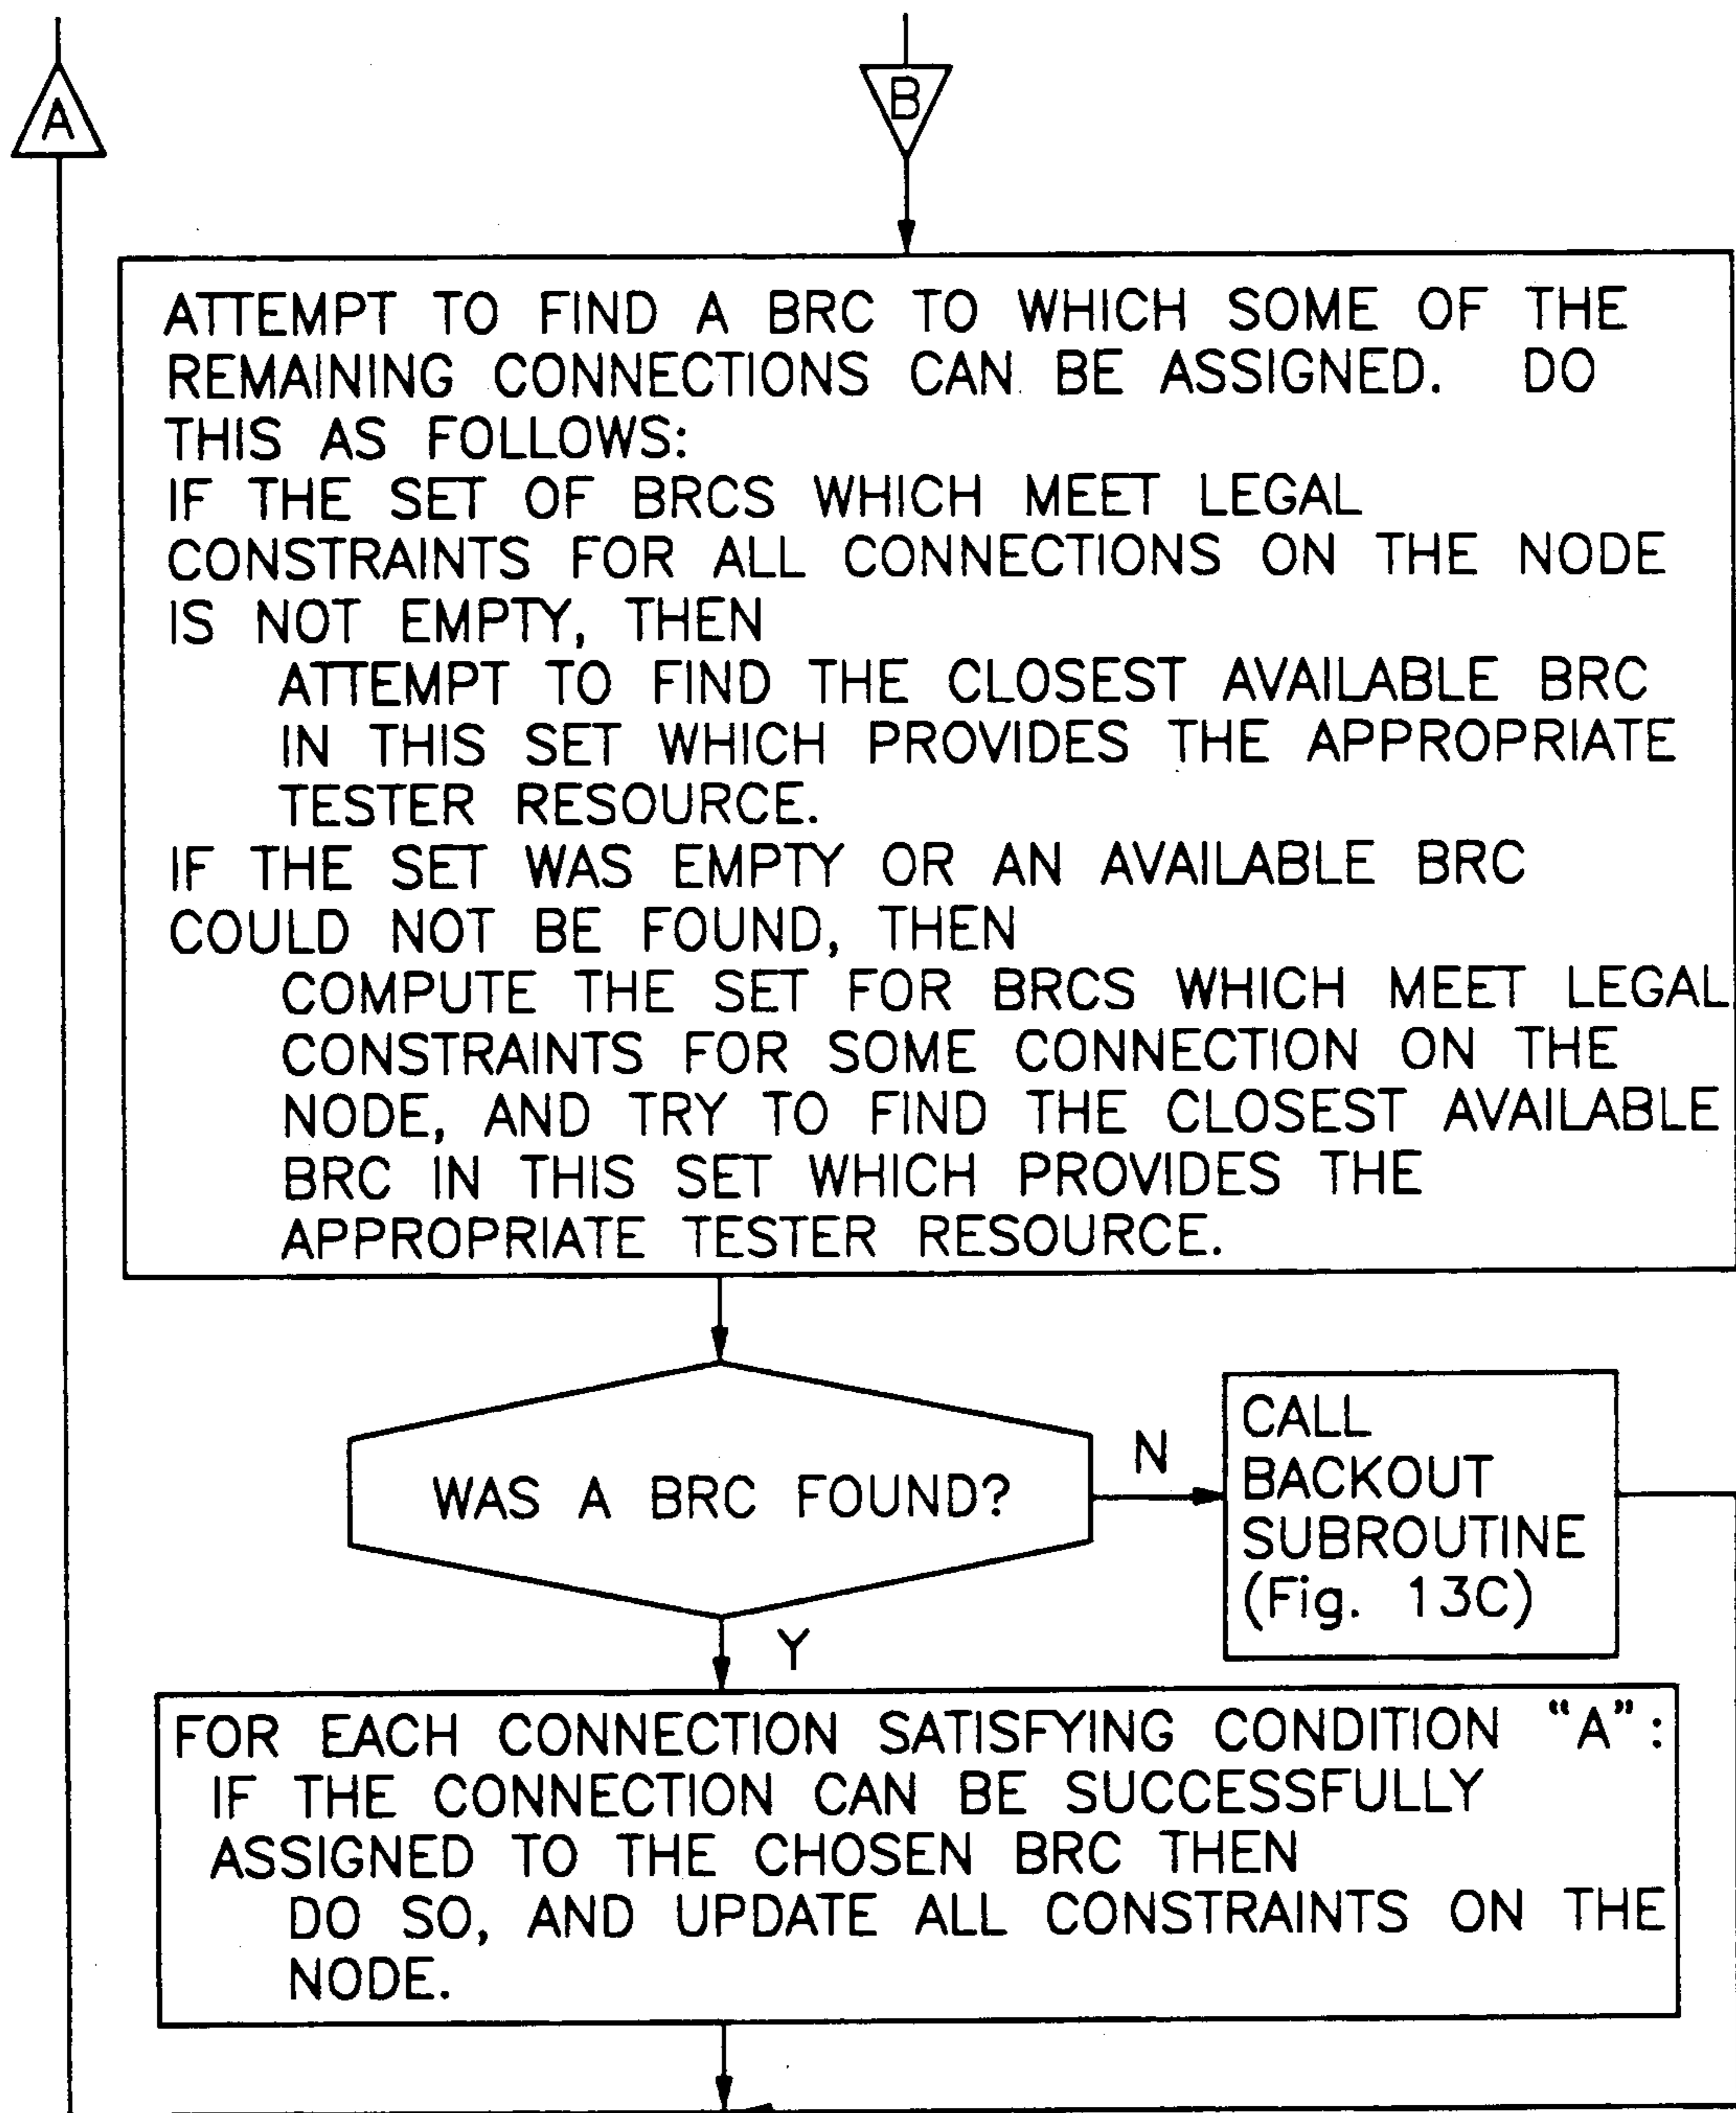 A
B
ATTEMPT TO FIND A BRC TO WHICH SOME OF THE
REMAINING CONNECTIONS CAN BE ASSIGNED. DO
THIS AS FOLLOWS:
IF THE SET OF BRCS WHICH MEET LEGAL
CONSTRAINTS FOR ALL CONNECTIONS ON THE NODE
IS NOT EMPTY, THEN
ATTEMPT TO FIND THE CLOSEST AVAILABLE BRC
IN THIS SET WHICH PROVIDES THE APPROPRIATE
TESTER RESOURCE.
IF THE SET WAS EMPTY OR AN AVAILABLE BRC
COULD NOT BE FOUND, THEN
COMPUTE THE SET FOR BRCS WHICH MEET LEGAL
CONSTRAINTS FOR SOME CONNECTION ON THE
NODE, AND TRY TO FIND THE CLOSEST AVAILABLE
BRC IN THIS SET WHICH PROVIDES THE
APPROPRIATE TESTER RESOURCE.
WAS A BRC FOUND?
N
CALL
BACKOUT
SUBROUTINE
(Fig. 13C)
Y
FOR EACH CONNECTION SATISFYING CONDITION “A”:
IF THE CONNECTION CAN BE SUCCESSFULLY
ASSIGNED TO THE CHOSEN BRC THEN
DO SO, AND UPDATE ALL CONSTRAINTS ON THE
NODE.